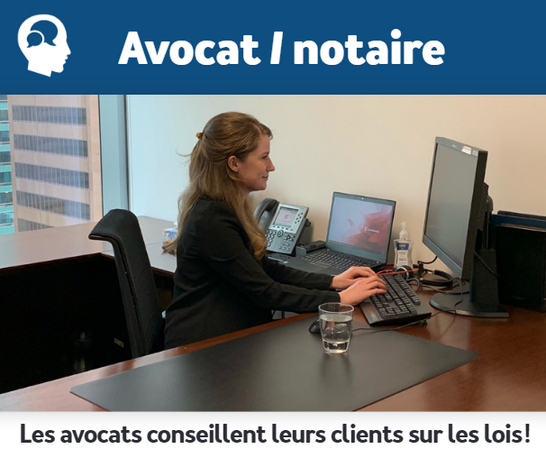 Avocat / notaire
Les avocats conseillent leurs clients sur les lois!